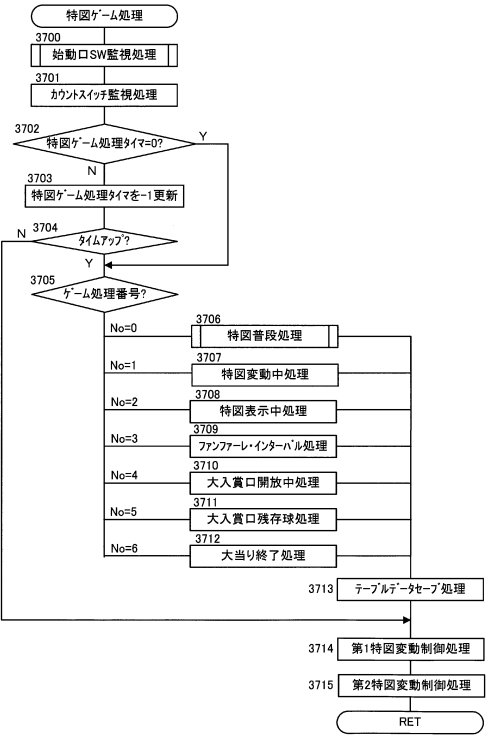 特図ゲーム処理
3700
始動口SW監視処理
3701
ｶｳﾝﾄｽｲｯﾁ監視処理
3702
特図ｹﾞｰﾑ処理ﾀｲﾏ=0?
Y
N
3703
特図ｹﾞｰﾑ処理ﾀｲﾏを-1更新
3704
N
ﾀｲﾑｱｯﾌﾟ?
Y
3705
ｹﾞｰﾑ処理番号?
No=0
3706
特図普段処理
No=1
3707
特図変動中処理
No=2
3708
特図表示中処理
No=3
3709
ﾌｧﾝﾌｧｰﾚ・ｲﾝﾀｰﾊﾞﾙ処理
No=4
3710
大入賞口開放中処理
No=5
3711
大入賞口残存球処理
No=6
3712
大当り終了処理
3713
ﾃｰﾌﾞﾙﾃﾞｰﾀｾｰﾌﾞ処理
3714
第1特図変動制御処理
3715
第2特図変動制御処理
RET